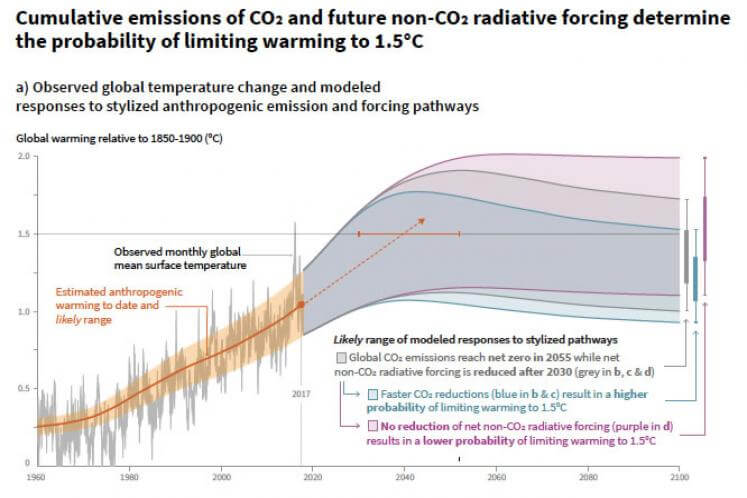 Cumulative emissions of CO₂ and future non-CO₂ radiative forcing determine
the probability of limiting warming to 1.5°C
a) Observed global temperature change and modeled
responses to stylized anthropogenic emission and forcing pathways
Global warming relative to 1850-1900 (°C)
2.0
1.5
Observed monthly global
mean surface temperature
Estimated anthropogenic
warming to date and
likely range
1.0
Likely range of modeled responses to stylized pathways
Global CO₂ emissions reach net zero in 2055 while net
non-CO₂ radiative forcing is reduced after 2030 (grey in b, c & d)
Faster CO₂ reductions (blue in b & c) result in a higher
probability of limiting warming to 1.5°C
No reduction of net non-CO₂ radiative forcing (purple in d)
results in a lower probability of limiting warming to 1.5°C
0.5
2017
0
1960
1980
2000
2020
2040
2060
2080
2100